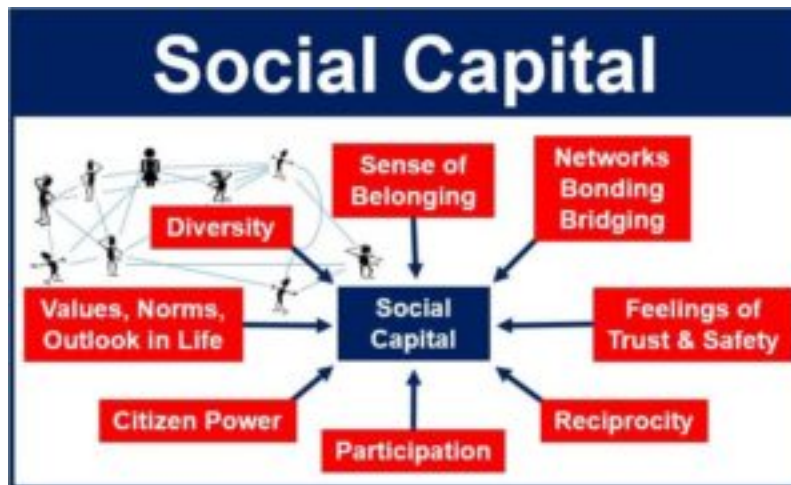 Social Capital
Sense of
Belonging
Networks
Bonding
Bridging
Diversity
Values, Norms,
Outlook in Life
Social
Capital
Feelings of
Trust & Safety
Citizen Power
Participation
Reciprocity